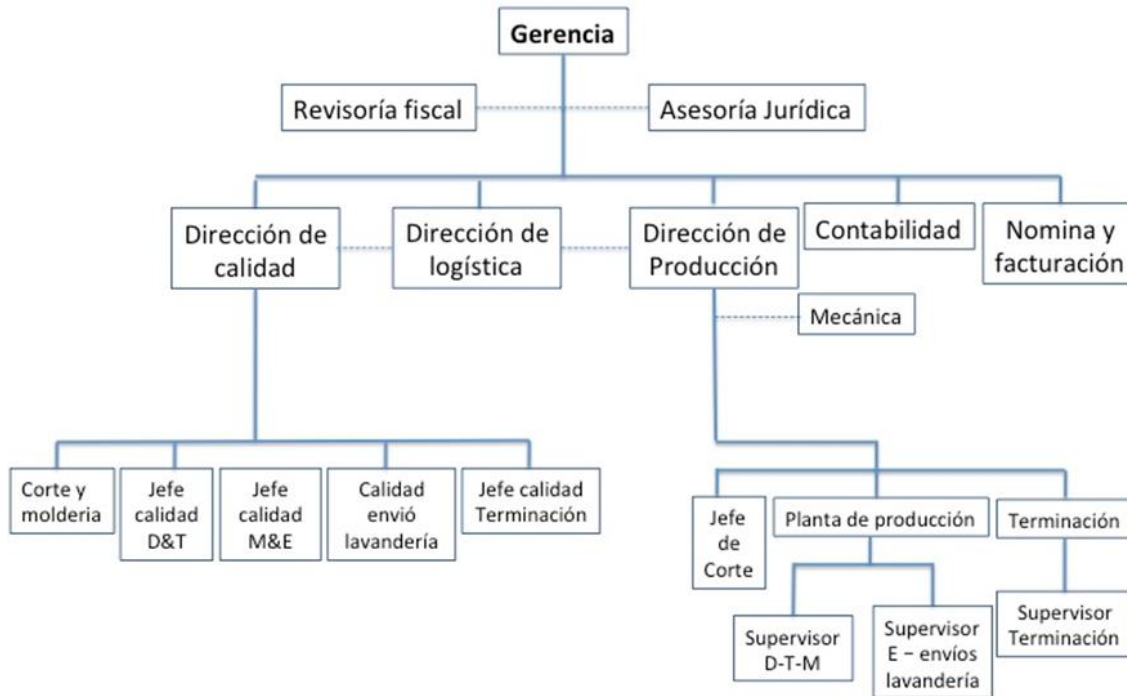 Gerencia
Revisoría fiscal
Asesoría Jurídica
Dirección de
calidad
Dirección de
logística
Dirección de
Producción
Contabilidad
Nomina y
facturación
Mecánica
Corte y
molderia
Jefe
calidad
D&T
Jefe
calidad
M&E
Calidad
envió
lavandería
Jefe calidad
Terminación
Jefe
de
Corte
Planta de producción
Terminación
Supervisor
D-T-M
Supervisor
E – envíos
lavandería
Supervisor
Terminación